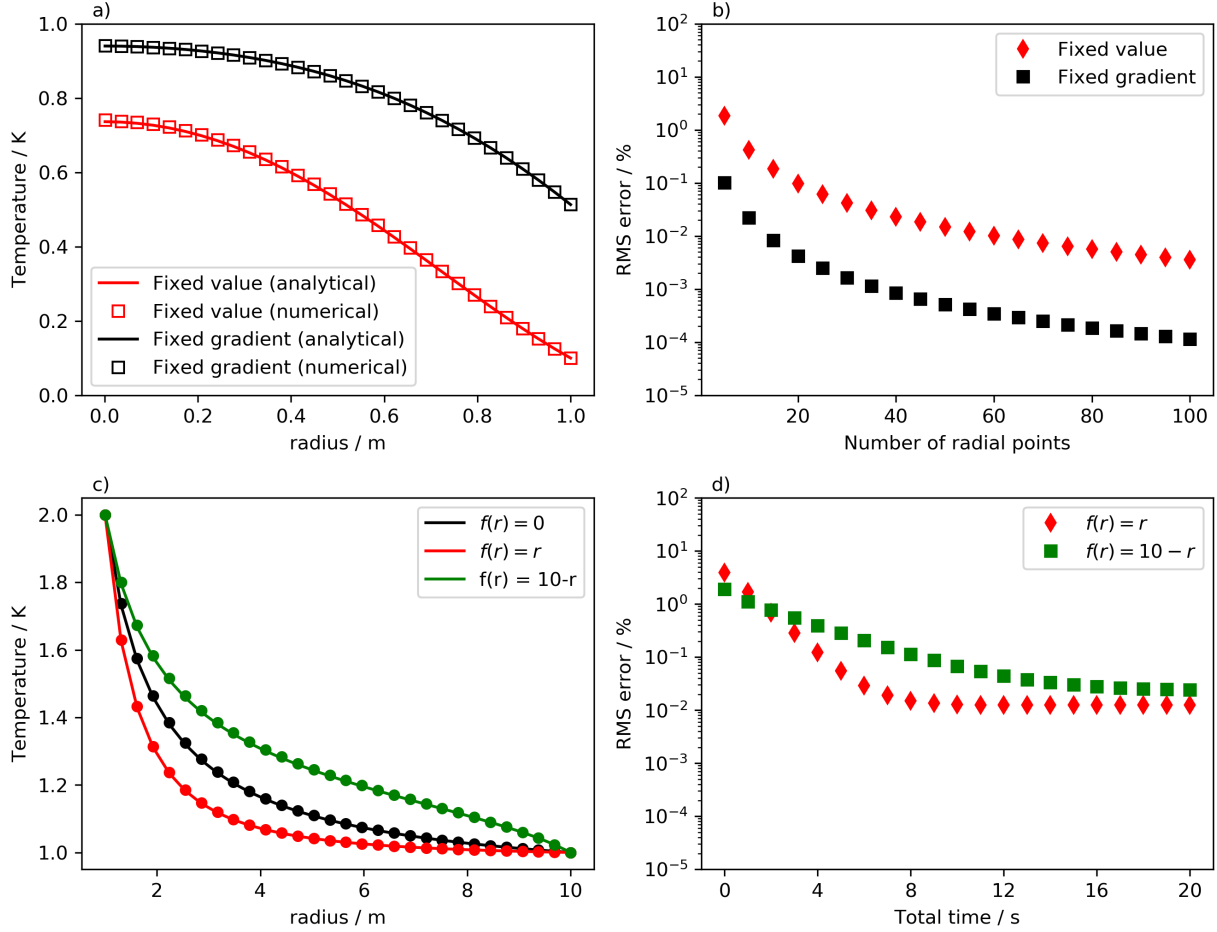 a)
Temperature / K
1.0
0.8
0.6
0.4
0.2
0.0
Fixed value (analytical)
Fixed value (numerical)
Fixed gradient (analytical)
Fixed gradient (numerical)
0.0 0.2 0.4 0.6 0.8 1.0
radius / m
b)
RMS error / %
10²
10¹
10⁰
10⁻¹
10⁻²
10⁻³
10⁻⁴
10⁻⁵
Fixed value
Fixed gradient
20 40 60 80 100
Number of radial points
c)
Temperature / K
2.0
1.8
1.6
1.4
1.2
1.0
f(r) = 0
f(r) = r
f(r) = 10-r
2 4 6 8 10
radius / m
d)
RMS error / %
10²
10¹
10⁰
10⁻¹
10⁻²
10⁻³
10⁻⁴
10⁻⁵
f(r) = r
f(r) = 10 − r
0 4 8 12 16 20
Total time / s